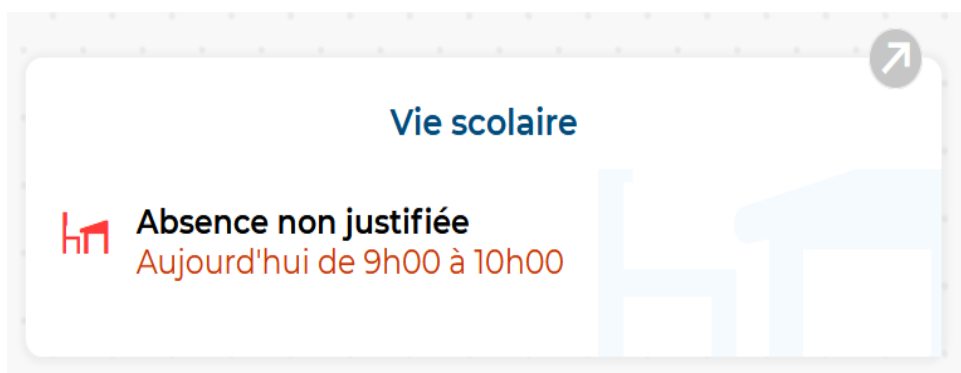 Vie scolaire
Absence non justifiée
Aujourd'hui de 9h00 à 10h00